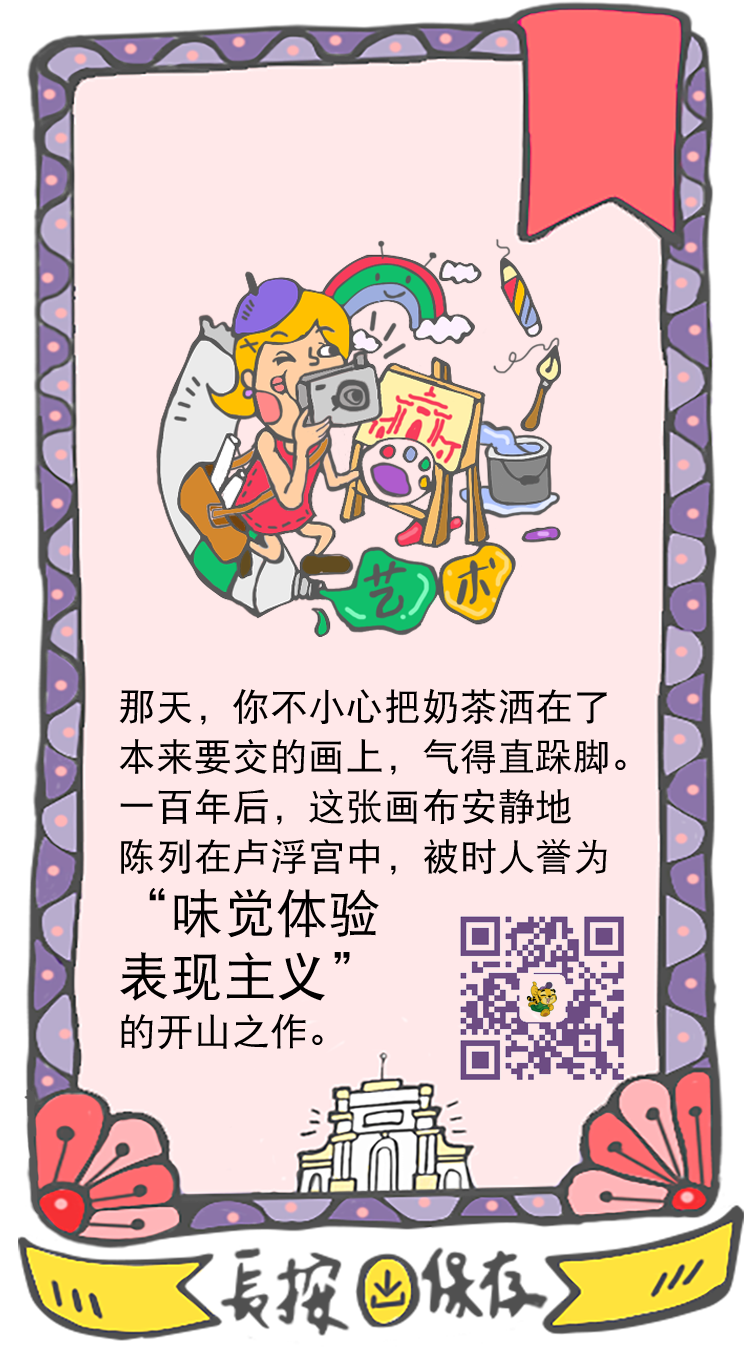 艺术
那天，你不小心把奶茶洒在了
本来要交的画上，气得直跺脚。
一百年后，这张画布安静地
陈列在卢浮宫中，被时人誉为
“味觉体验
表现主义”
的开山之作。
長按保存